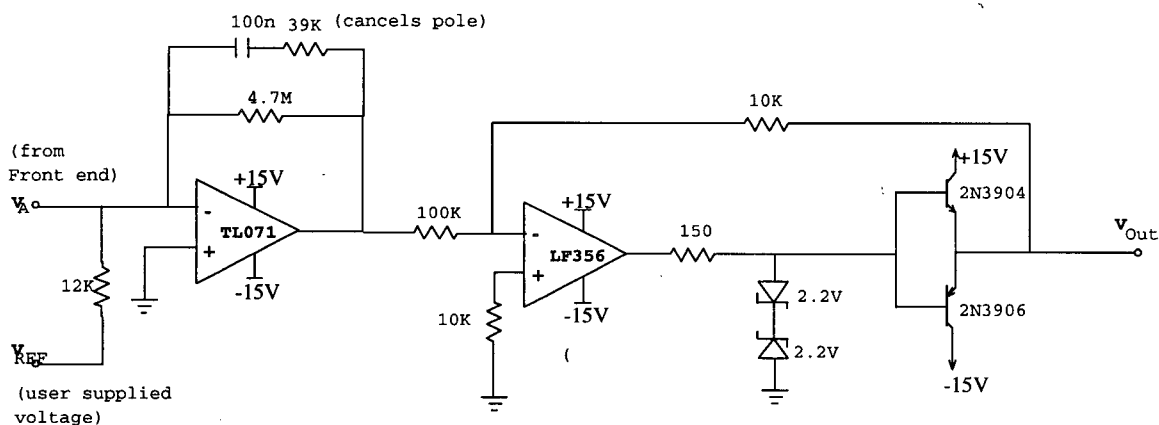 100n 39K (cancels pole)
4.7M
10K
(from
Front end)
VA
+15V
-
TL071
+
-15V
12K
VREF
(user supplied
voltage)
100K
+15V
-
LF356
+
-15V
10K
(
150
2.2V
2.2V
+15V
2N3904
2N3906
-15V
VOut